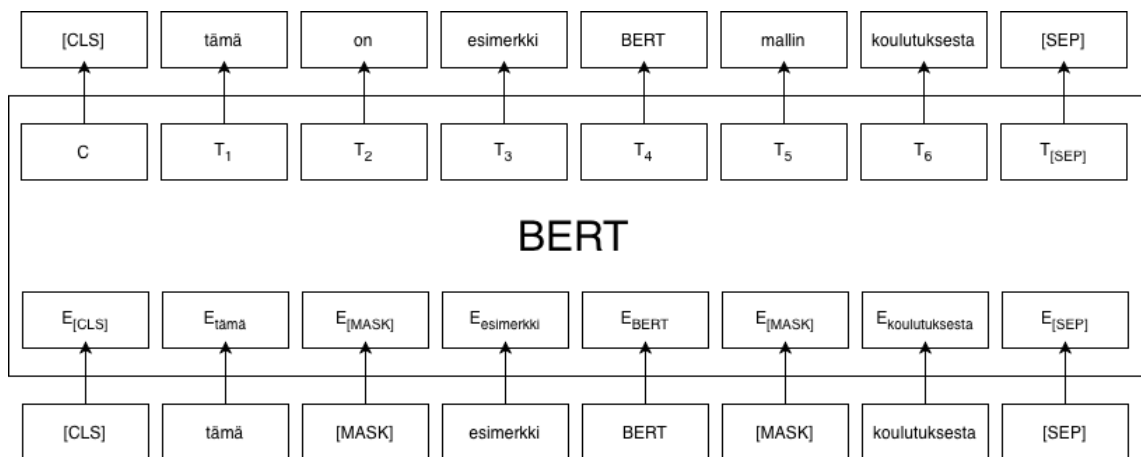 [CLS] tämä on esimerkki BERT mallin koulutuksesta [SEP]
C T1 T2 T3 T4 T5 T6 T[SEP]
BERT
E[CLS] Etämä E[MASK] Eesimerkki EBERT E[MASK] Ekoulutuksesta E[SEP]
[CLS] tämä [MASK] esimerkki BERT [MASK] koulutuksesta [SEP]